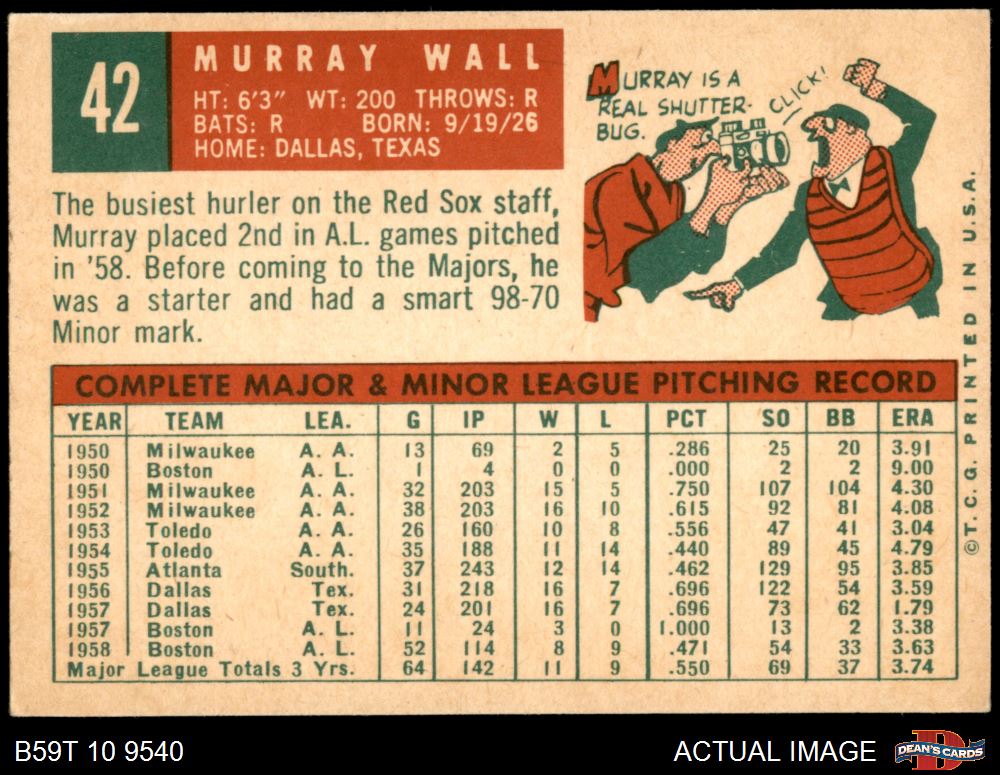 42
MURRAY WALL
HT: 6'3" WT: 200 THROWS: R
BATS: R BORN: 9/19/26
HOME: DALLAS, TEXAS
MURRAY IS A
REAL SHUTTER-
BUG.
CLICK!
The busiest hurler on the Red Sox staff,
Murray placed 2nd in A.L. games pitched
in '58. Before coming to the Majors, he
was a starter and had a smart 98-70
Minor mark.
COMPLETE MAJOR & MINOR LEAGUE PITCHING RECORD
YEAR TEAM LEA. G IP W L PCT SO BB ERA
1950 Milwaukee A. A. 13 69 2 5 .286 25 20 3.91
1950 Boston A. L. 1 4 0 0 .000 2 2 9.00
1951 Milwaukee A. A. 32 203 15 5 .750 107 104 4.30
1952 Milwaukee A. A. 38 203 16 10 .615 92 81 4.08
1953 Toledo A. A. 26 160 10 8 .556 47 41 3.04
1954 Toledo A. A. 35 188 11 14 .440 89 45 4.79
1955 Atlanta South. 37 243 12 14 .462 129 95 3.85
1956 Dallas Tex. 31 218 16 7 .696 122 54 3.59
1957 Dallas Tex. 24 201 16 7 .696 73 62 1.79
1957 Boston A. L. 11 24 3 0 1.000 13 2 3.38
1958 Boston A. L. 52 114 8 9 .471 54 33 3.63
Major League Totals 3 Yrs. 64 142 11 9 .550 69 37 3.74
©T.C.G. PRINTED IN U.S.A.
B59T 10 9540
ACTUAL IMAGE
DEAN'S CARDS